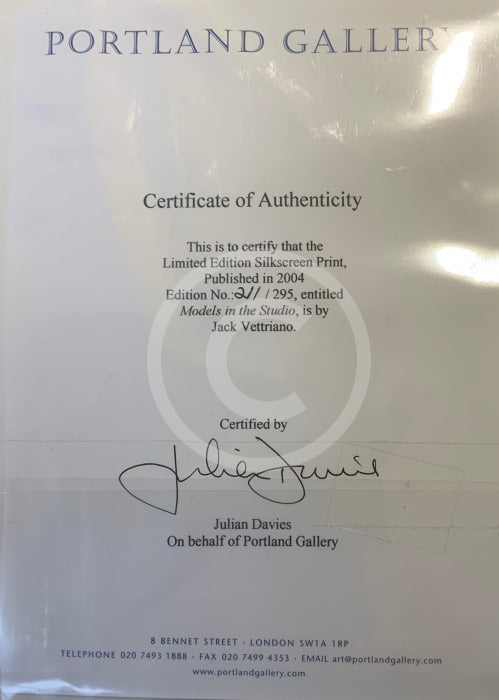 PORTLAND GALLERY
Certificate of Authenticity
This is to certify that the
Limited Edition Silkscreen Print,
Published in 2004
Edition No.: 211 / 295, entitled
Models in the Studio, is by
Jack Vettriano.
Certified by
Julian Davies
Julian Davies
On behalf of Portland Gallery
8 BENNET STREET · LONDON SW1A 1RP
TELEPHONE 020 7493 1888 · FAX 020 7499 4353 · EMAIL art@portlandgallery.com
www.portlandgallery.com